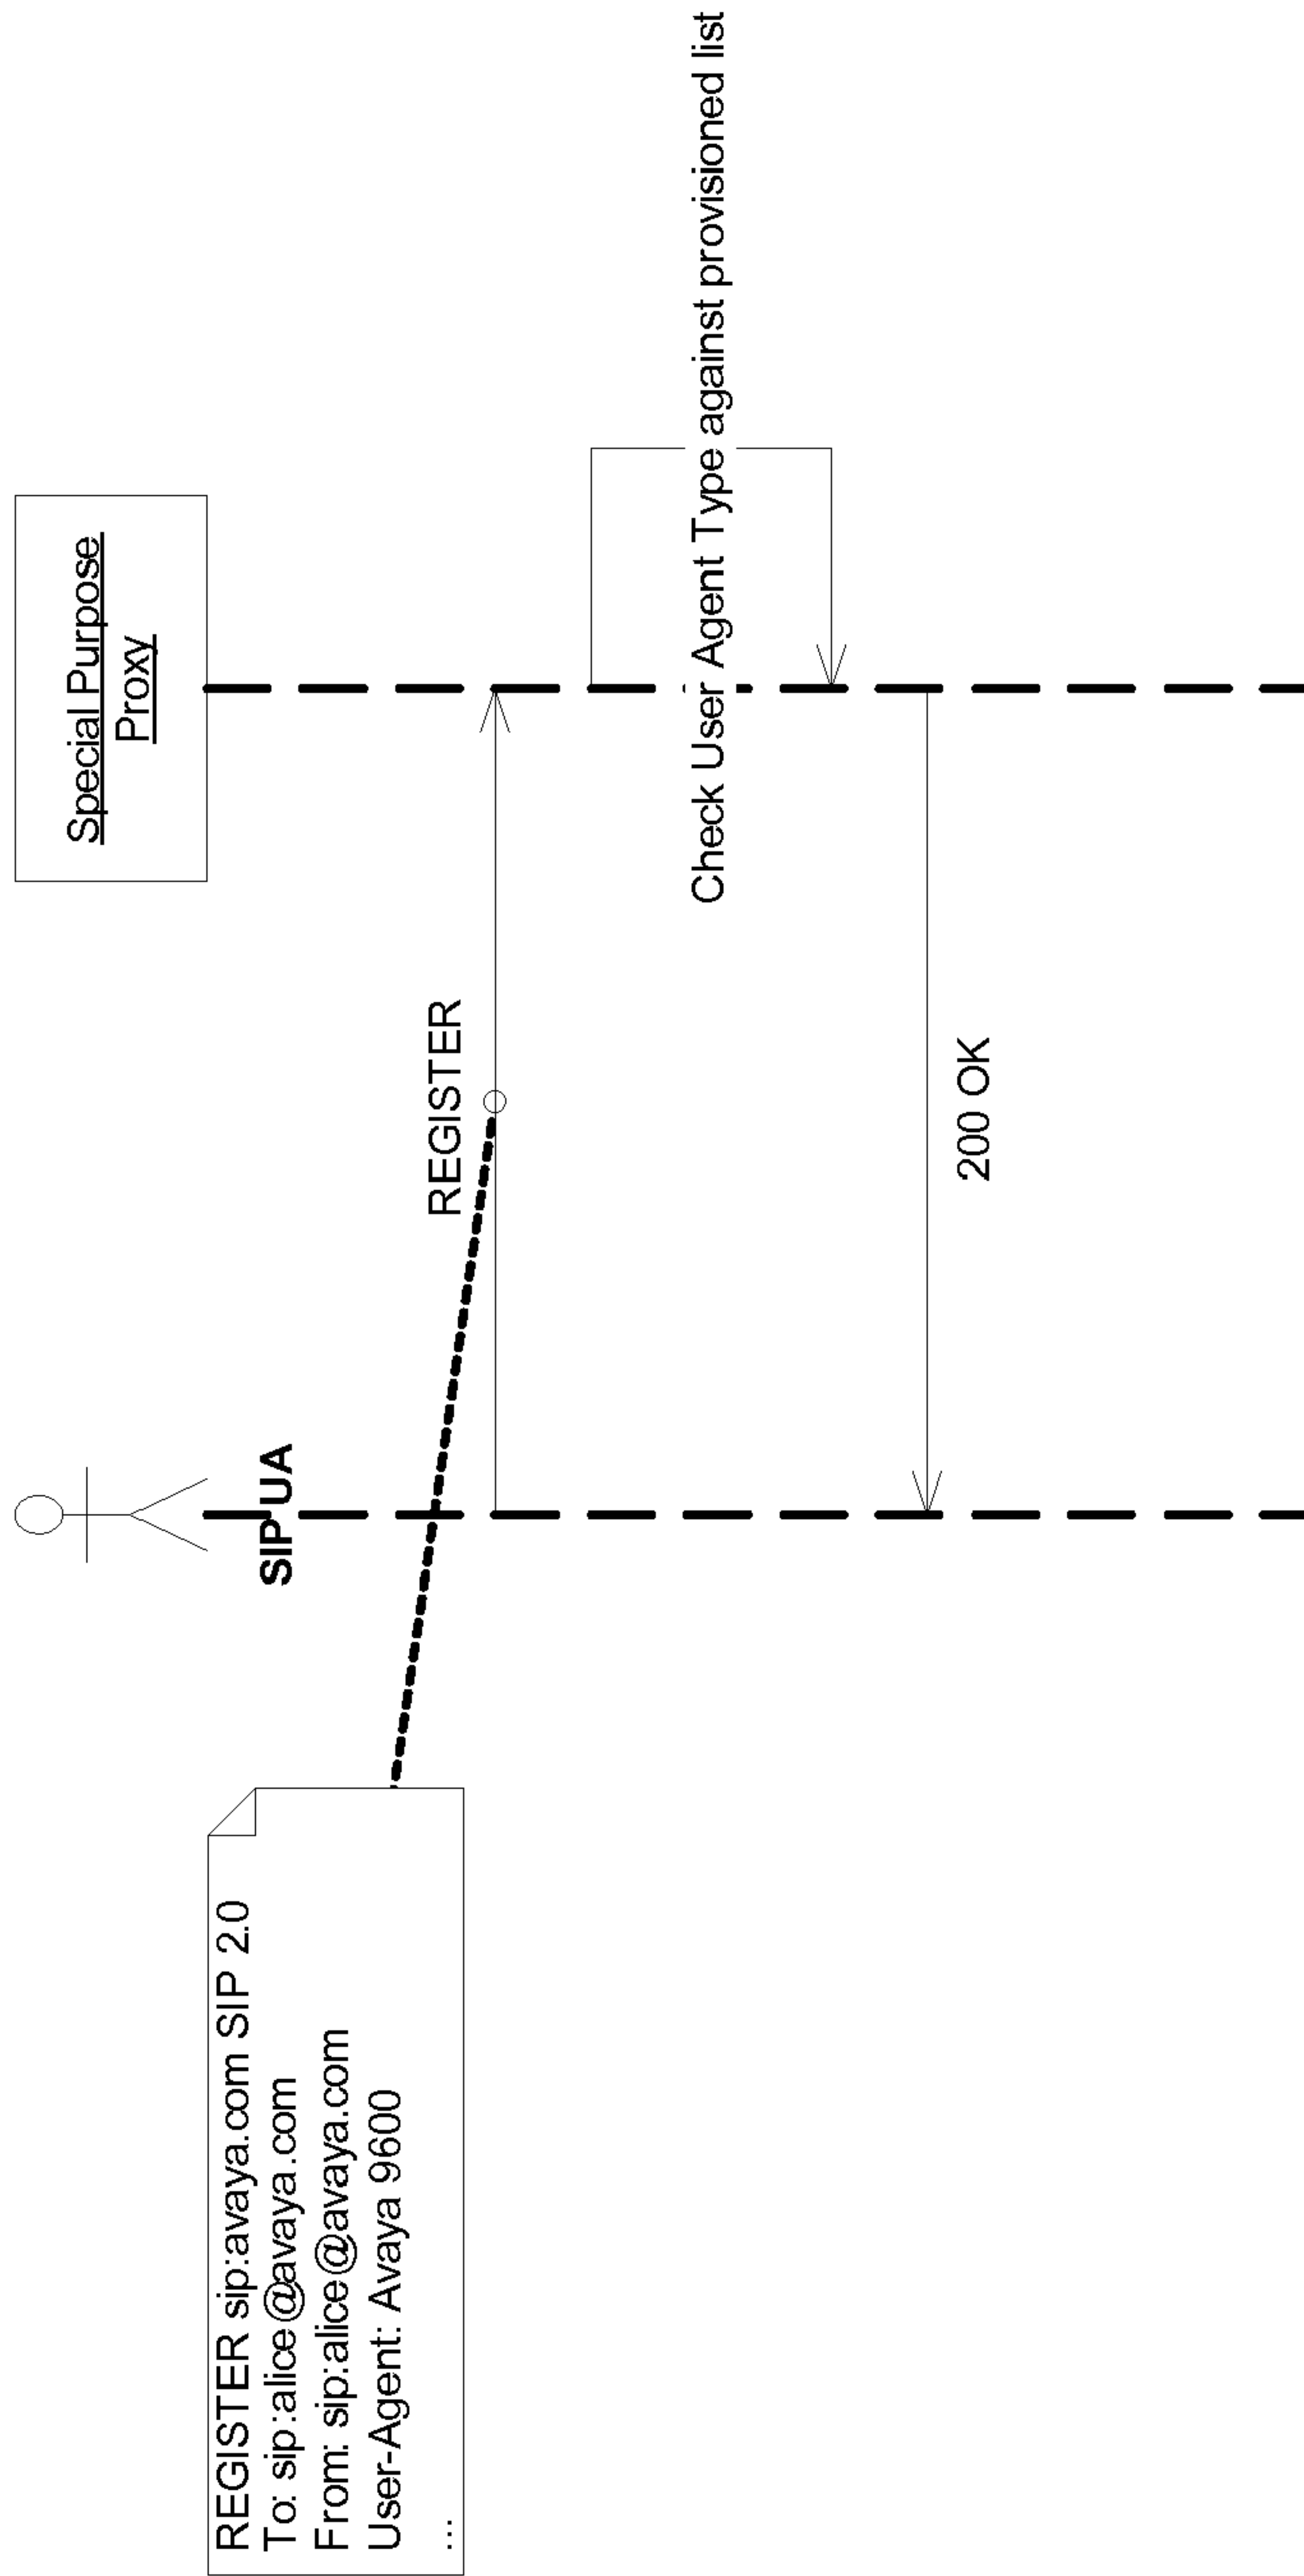 Special Purpose
Proxy
SIP UA
REGISTER sip:avaya.com SIP 2.0
To: sip:alice@avaya.com
From: sip:alice@avaya.com
User-Agent: Avaya 9600
...
REGISTER
Check User Agent Type against provisioned list
200 OK